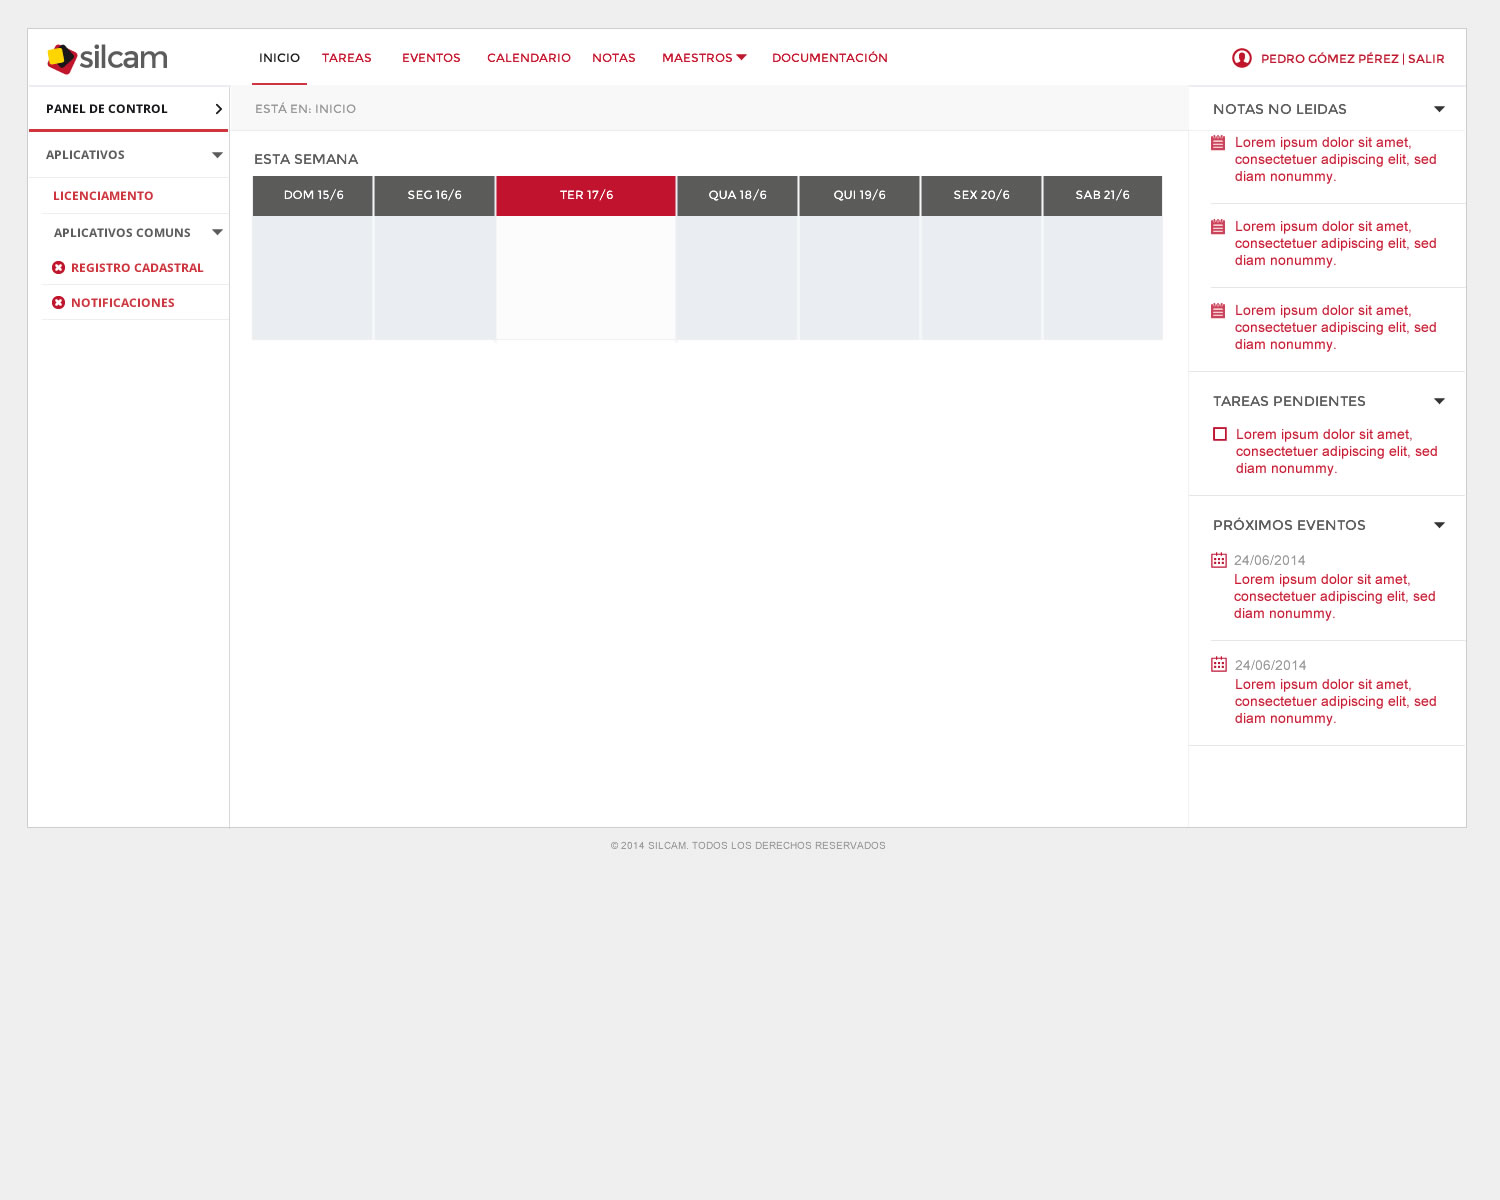 silcam
INICIO TAREAS EVENTOS CALENDARIO NOTAS MAESTROS DOCUMENTACIÓN
PEDRO GÓMEZ PÉREZ | SALIR
PANEL DE CONTROL
APLICATIVOS
LICENCIAMENTO
APLICATIVOS COMUNS
REGISTRO CADASTRAL
NOTIFICACIONES
ESTÁ EN: INICIO
ESTA SEMANA
DOM 15/6 SEG 16/6 TER 17/6 QUA 18/6 QUI 19/6 SEX 20/6 SAB 21/6
NOTAS NO LEIDAS
Lorem ipsum dolor sit amet,
consectetuer adipiscing elit, sed
diam nonummy.
Lorem ipsum dolor sit amet,
consectetuer adipiscing elit, sed
diam nonummy.
Lorem ipsum dolor sit amet,
consectetuer adipiscing elit, sed
diam nonummy.
TAREAS PENDIENTES
Lorem ipsum dolor sit amet,
consectetuer adipiscing elit, sed
diam nonummy.
PRÓXIMOS EVENTOS
24/06/2014
Lorem ipsum dolor sit amet,
consectetuer adipiscing elit, sed
diam nonummy.
24/06/2014
Lorem ipsum dolor sit amet,
consectetuer adipiscing elit, sed
diam nonummy.
© 2014 SILCAM. TODOS LOS DERECHOS RESERVADOS